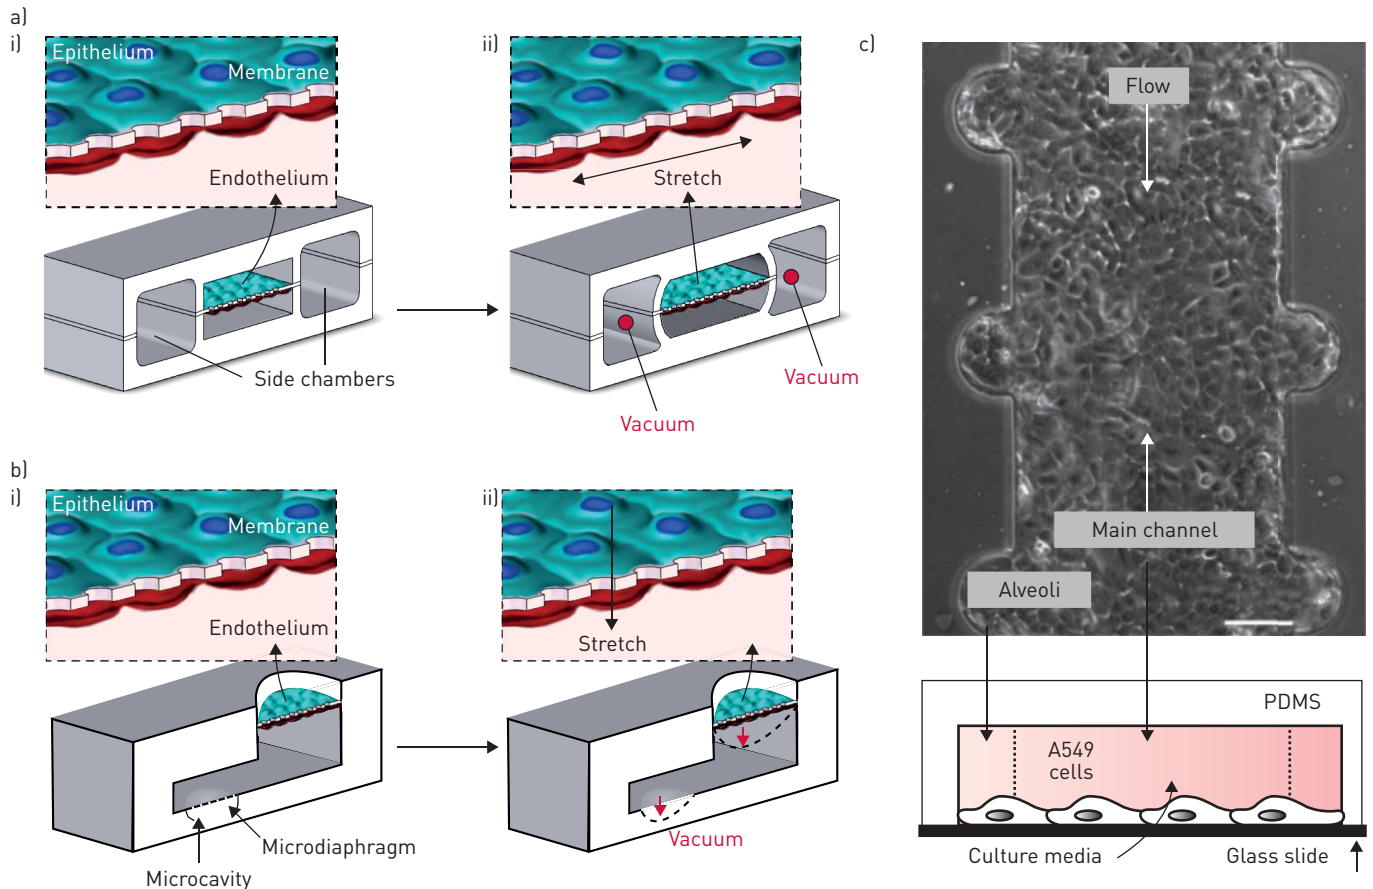 a)
i)
Epithelium
Membrane
Endothelium
Side chambers
ii)
Stretch
Vacuum
Vacuum
b)
i)
Epithelium
Membrane
Endothelium
Microdiaphragm
Microcavity
ii)
Stretch
Vacuum
c)
Flow
Main channel
Alveoli
PDMS
A549
cells
Culture media
Glass slide